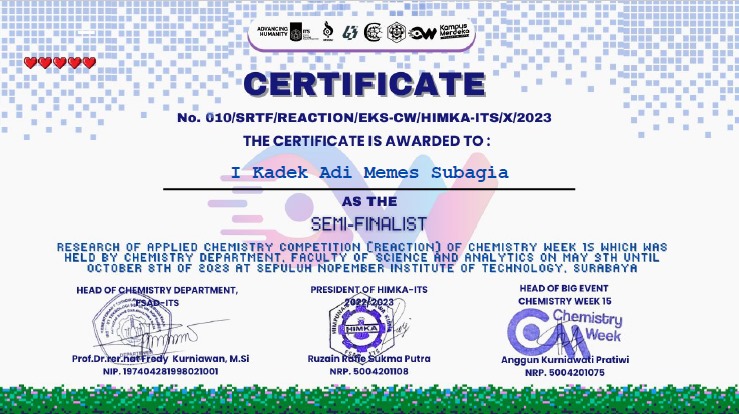 ADVANCING
HUMANITY
ITS
CW
Kampus
Merdeka
CERTIFICATE
No. 010/SRTF/REACTION/EKS-CW/HIMKA-ITS/X/2023
THE CERTIFICATE IS AWARDED TO :
I Kadek Adi Memes Subagia
AS THE
SEMI-FINALIST
RESEARCH OF APPLIED CHEMISTRY COMPETITION (REACTION) OF CHEMISTRY WEEK 15 WHICH WAS
HELD BY CHEMISTRY DEPARTMENT, FACULTY OF SCIENCE AND ANALYTICS ON MAY 9TH UNTIL
OCTOBER 8TH OF 2023 AT SEPULUH NOPEMBER INSTITUTE OF TECHNOLOGY, SURABAYA
HEAD OF CHEMISTRY DEPARTMENT,
FSAD-ITS
Prof.Dr.rer.nat Fredy Kurniawan, M.Si
NIP. 197404281998021001
PRESIDENT OF HIMKA-ITS
2022/2023
HIMKA
Ruzain Rafie Sukma Putra
NRP. 5004201108
HEAD OF BIG EVENT
CHEMISTRY WEEK 15
Chemistry
Week
Anggun Kurniawati Pratiwi
NRP. 5004201075